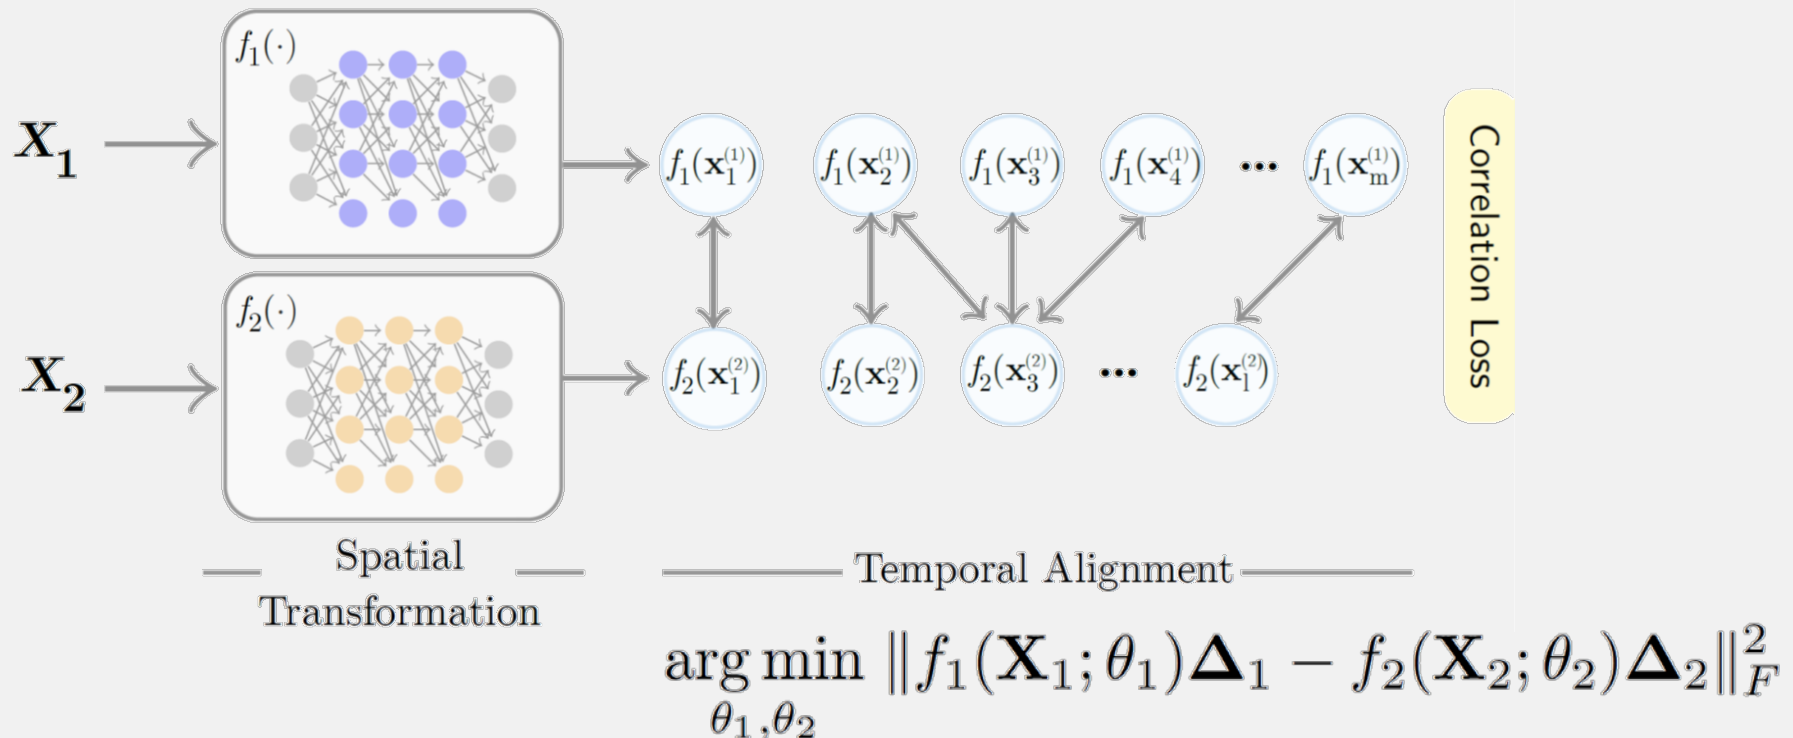 f₁(·)
X₁
f₁(x₁⁽¹⁾) f₁(x₂⁽¹⁾) f₁(x₃⁽¹⁾) f₁(x₄⁽¹⁾) ... f₁(xₘ⁽¹⁾)
Correlation Loss
f₂(·)
X₂
f₂(x₁⁽²⁾) f₂(x₂⁽²⁾) f₂(x₃⁽²⁾) ... f₂(xₗ⁽²⁾)
Spatial
Transformation
Temporal Alignment
arg min ‖f₁(X₁; θ₁)Δ₁ − f₂(X₂; θ₂)Δ₂‖²_F
θ₁,θ₂